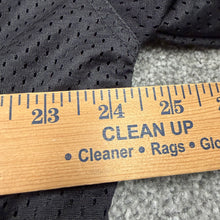 23 24 25
CLEAN UP
• Cleaner • Rags • Glo